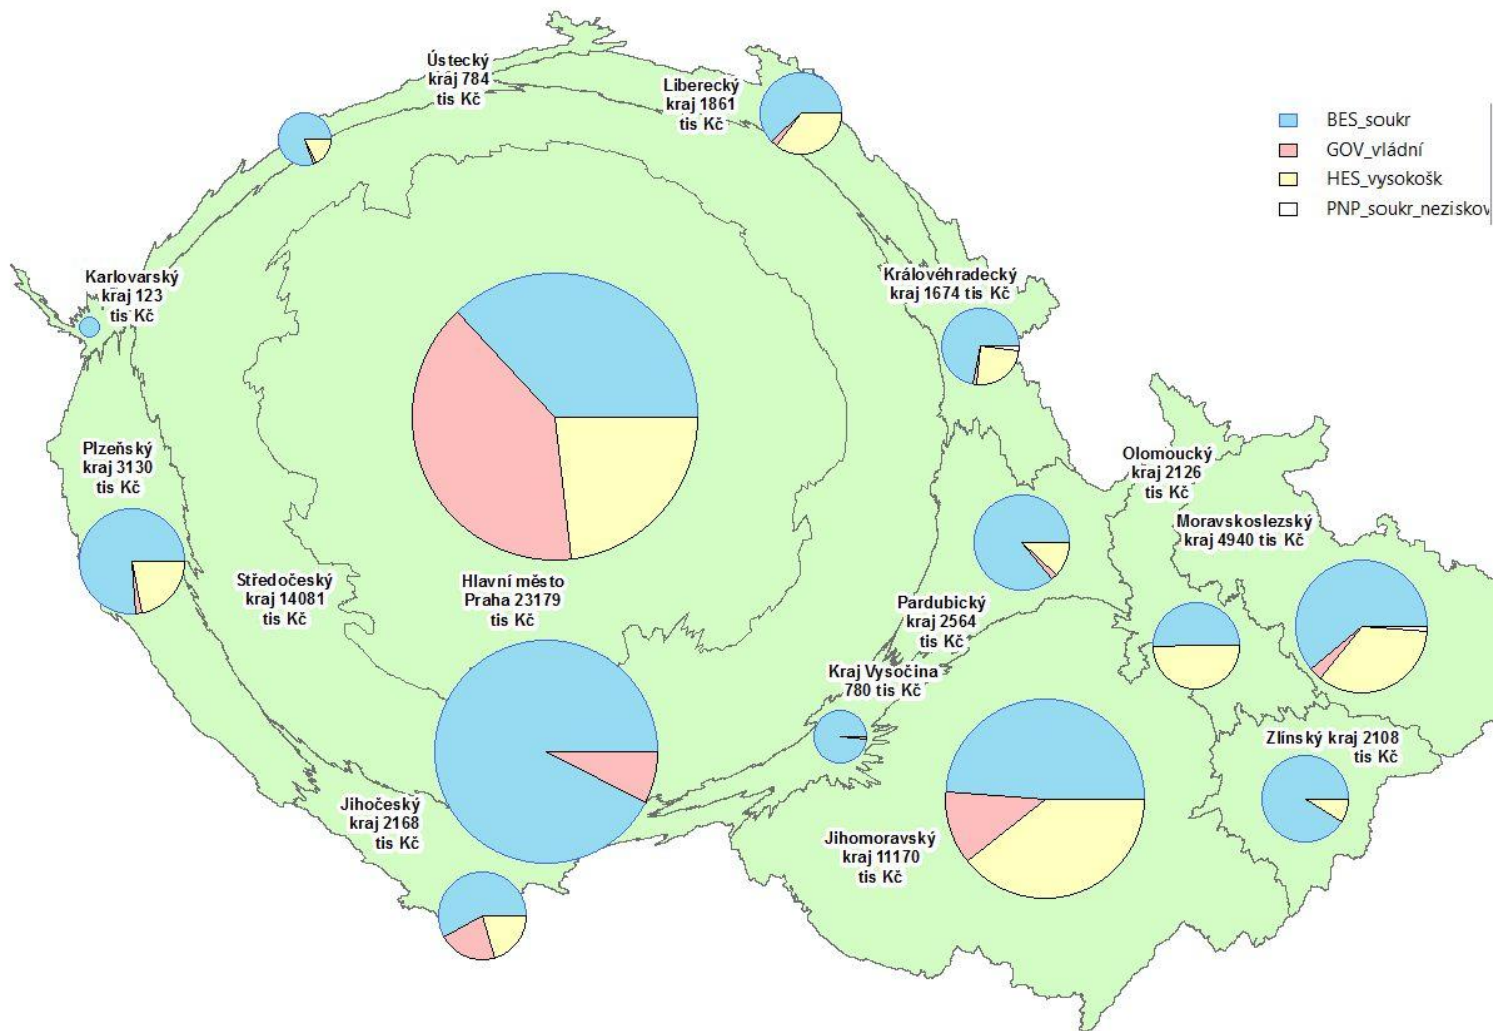 Ústecký
kraj 784
tis Kč
Liberecký
kraj 1861
tis Kč
BES_soukr
GOV_vládní
HES_vysokošk
PNP_soukr_neziskov
Karlovarský
kraj 123
tis Kč
Královéhradecký
kraj 1674 tis Kč
Plzeňský
kraj 3130
tis Kč
Olomoucký
kraj 2126
tis Kč
Moravskoslezský
kraj 4940 tis Kč
Středočeský
kraj 14081
tis Kč
Hlavní město
Praha 23179
tis Kč
Pardubický
kraj 2564
tis Kč
Kraj Vysočina
780 tis Kč
Zlínský kraj 2108
tis Kč
Jihočeský
kraj 2168
tis Kč
Jihomoravský
kraj 11170
tis Kč